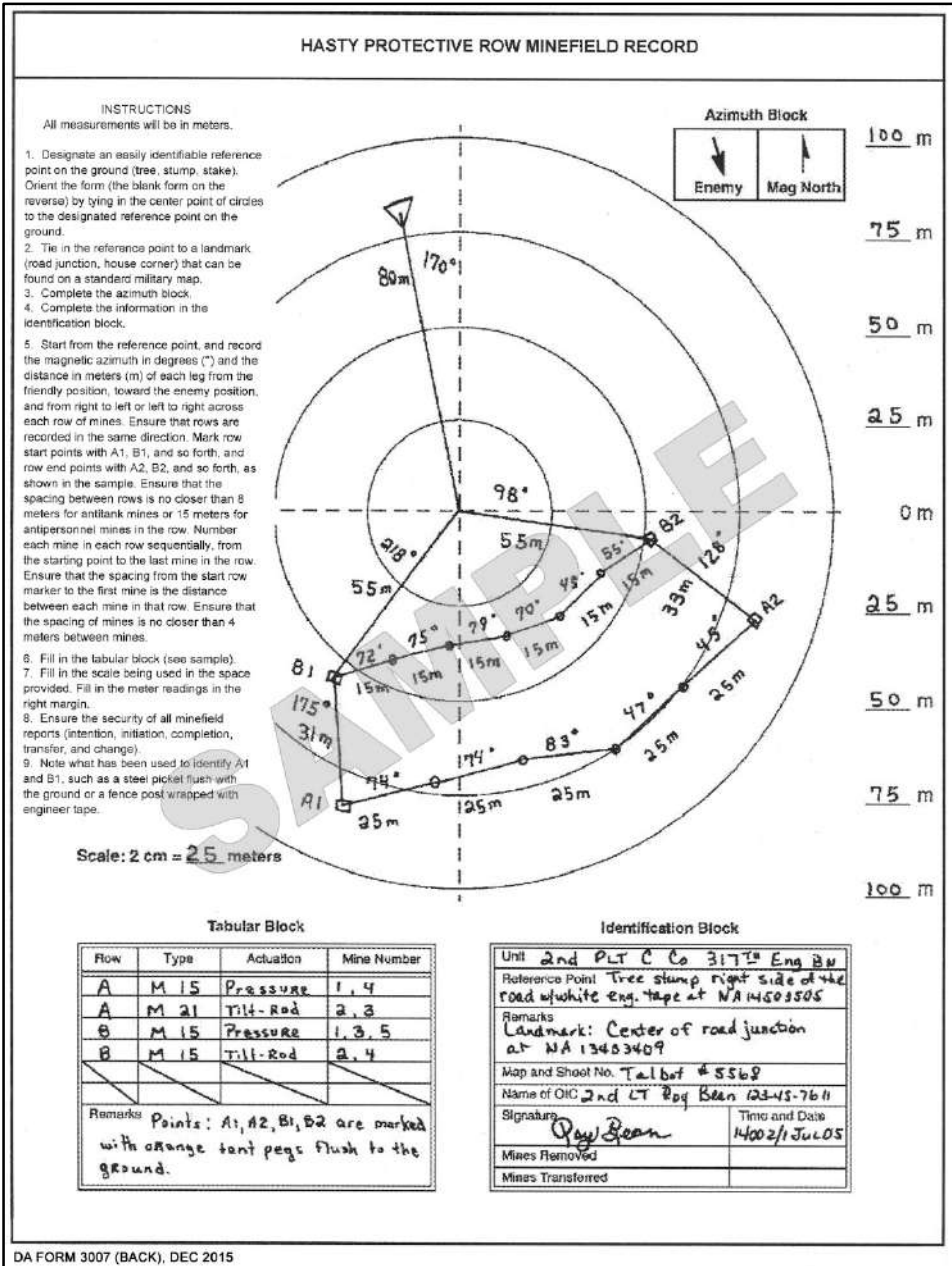 HASTY PROTECTIVE ROW MINEFIELD RECORD
INSTRUCTIONS
All measurements will be in meters.
1. Designate an easily identifiable reference
point on the ground (tree, stump, stake).
Orient the form (the blank form on the
reverse) by tying in the center point of circles
to the designated reference point on the
ground.
2. Tie in the reference point to a landmark
(road junction, house corner) that can be
found on a standard military map.
3. Complete the azimuth block.
4. Complete the information in the
identification block.
5. Start from the reference point, and record
the magnetic azimuth in degrees (°) and the
distance in meters (m) of each leg from the
friendly position, toward the enemy position,
and from right to left or left to right across
each row of mines. Ensure that rows are
recorded in the same direction. Mark row
start points with A1, B1, and so forth, and
row end points with A2, B2, and so forth, as
shown in the sample. Ensure that the
spacing between rows is no closer than 8
meters for antitank mines or 15 meters for
antipersonnel mines in the row. Number
each mine in each row sequentially, from
the starting point to the last mine in the row.
Ensure that the spacing from the start row
marker to the first mine is the distance
between each mine in that row. Ensure that
the spacing of mines is no closer than 4
meters between mines.
6. Fill in the tabular block (see sample).
7. Fill in the scale being used in the space
provided. Fill in the meter readings in the
right margin.
8. Ensure the security of all minefield
reports (intention, initiation, completion,
transfer, and change).
9. Note what has been used to identify A1
and B1, such as a steel picket flush with
the ground or a fence post wrapped with
engineer tape.
Scale: 2 cm = 25 meters
Azimuth Block
Enemy
Mag North
100 m
75 m
50 m
25 m
0 m
25 m
50 m
75 m
100 m
SAMPLE
170°
80m
98°
55m
218°
55m
B2
128°
33m
A2
55°
15m
45°
15m
70°
15m
79°
15m
75°
15m
72°
15m
B1
175°
31m
A1
74°
25m
74°
25m
83°
25m
47°
25m
45°
25m
Tabular Block
Row Type Actuation Mine Number
A M 15 Pressure 1, 4
A M 21 Tilt-Rod 2, 3
B M 15 Pressure 1, 3, 5
B M 15 Tilt-Rod 2, 4
Remarks Points: A1, A2, B1, B2 are marked
with orange tent pegs flush to the
ground.
Identification Block
Unit 2nd PLT C Co 317TH Eng BN
Reference Point Tree stump right side of the
road w/white eng. tape at NA 14503505
Remarks
Landmark: Center of road junction
at NA 13453409
Map and Sheet No. Talbot # 5568
Name of OIC 2nd LT Roy Bean 123-45-7611
Signature
Roy Bean
Time and Date
1400Z/1 Jul 05
Mines Removed
Mines Transferred
DA FORM 3007 (BACK), DEC 2015